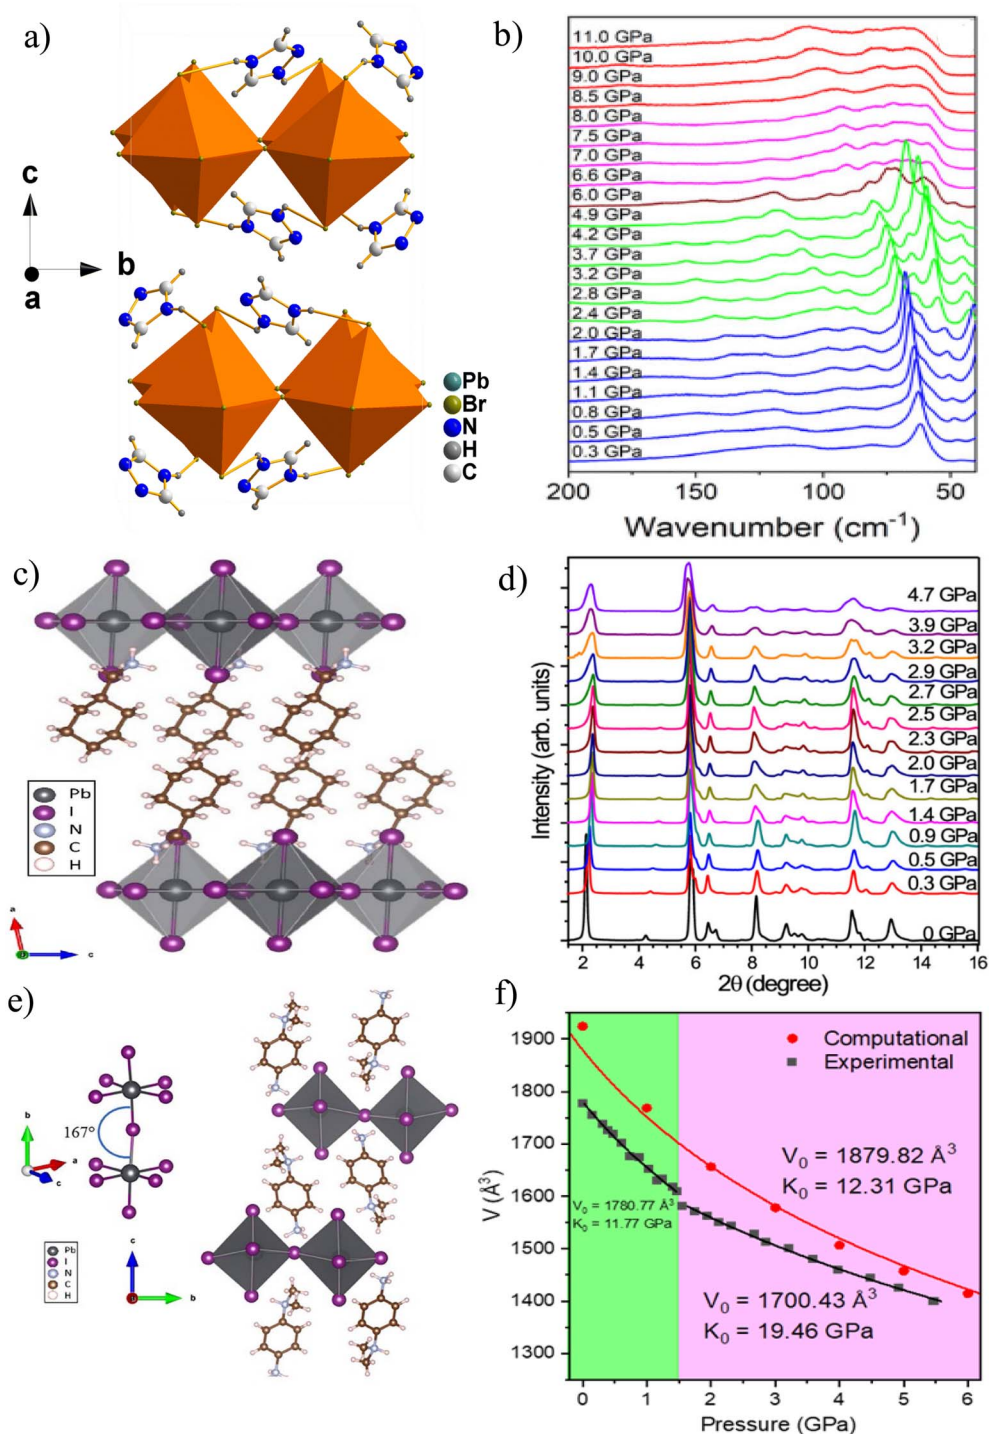 a)
c
b
a
Pb
Br
N
H
C
b)
11.0 GPa
10.0 GPa
9.0 GPa
8.5 GPa
8.0 GPa
7.5 GPa
7.0 GPa
6.6 GPa
6.0 GPa
4.9 GPa
4.2 GPa
3.7 GPa
3.2 GPa
2.8 GPa
2.4 GPa
2.0 GPa
1.7 GPa
1.4 GPa
1.1 GPa
0.8 GPa
0.5 GPa
0.3 GPa
200 150 100 50
Wavenumber (cm⁻¹)
c)
Pb
I
N
C
H
a
b
c
d)
4.7 GPa
3.9 GPa
3.2 GPa
2.9 GPa
2.7 GPa
2.5 GPa
2.3 GPa
2.0 GPa
1.7 GPa
1.4 GPa
0.9 GPa
0.5 GPa
0.3 GPa
0 GPa
Intensity (arb. units)
2 4 6 8 10 12 14 16
2θ (degree)
e)
167°
b
a
c
Pb
I
N
C
H
c
b
f)
1900
1800
1700
1600
1500
1400
1300
V (Å³)
Computational
Experimental
V₀ = 1879.82 Å³
K₀ = 12.31 GPa
V₀ = 1780.77 Å³
K₀ = 11.77 GPa
V₀ = 1700.43 Å³
K₀ = 19.46 GPa
0 1 2 3 4 5 6
Pressure (GPa)